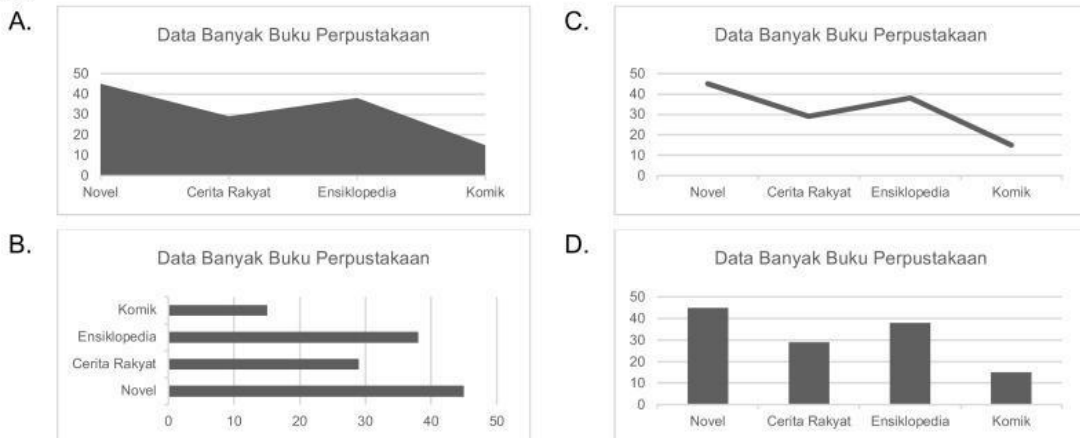 A.
Data Banyak Buku Perpustakaan
50
40
30
20
10
0
Novel Cerita Rakyat Ensiklopedia Komik
C.
Data Banyak Buku Perpustakaan
50
40
30
20
10
0
Novel Cerita Rakyat Ensiklopedia Komik
B.
Data Banyak Buku Perpustakaan
Komik
Ensiklopedia
Cerita Rakyat
Novel
0 10 20 30 40 50
D.
Data Banyak Buku Perpustakaan
50
40
30
20
10
0
Novel Cerita Rakyat Ensiklopedia Komik